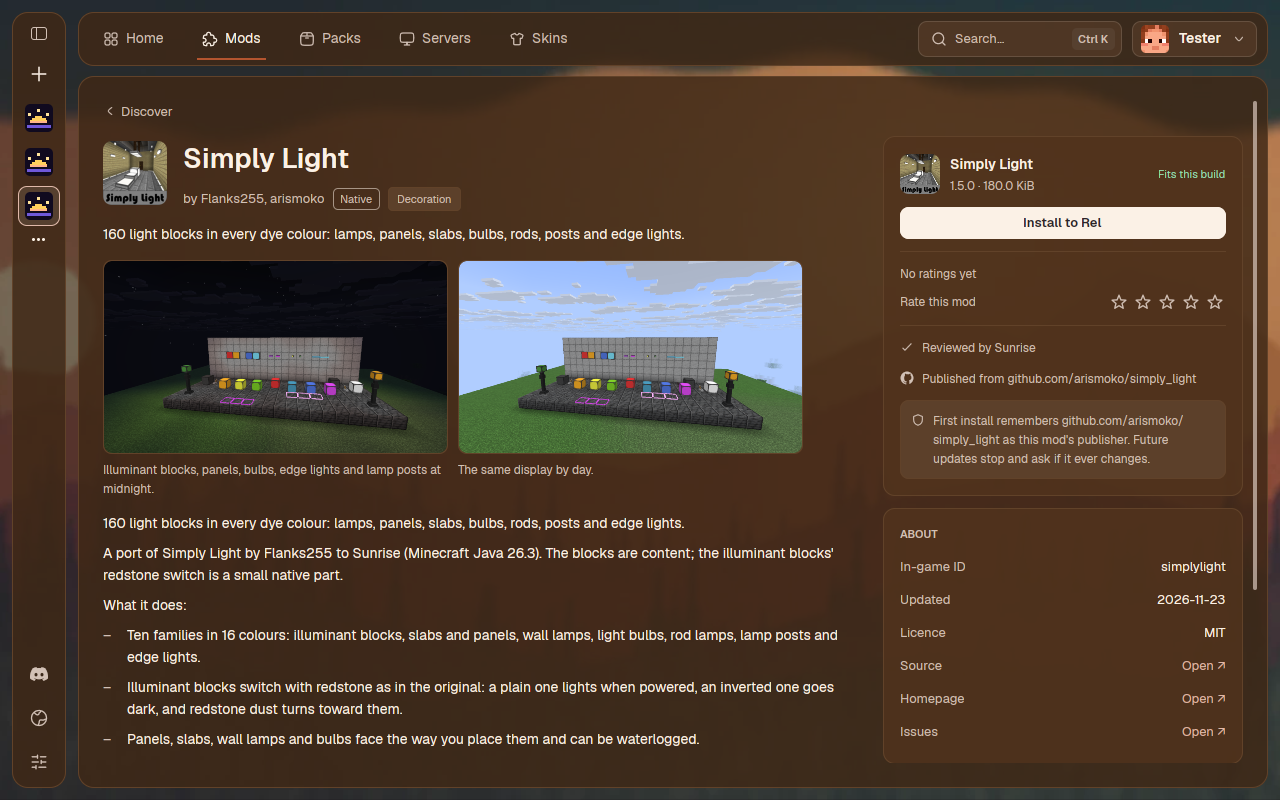 Home
Mods
Packs
Servers
Skins
Search...
Ctrl K
Tester
Discover
Simply Light
Simply Light
by Flanks255, arismoko
Native
Decoration
160 light blocks in every dye colour: lamps, panels, slabs, bulbs, rods, posts and edge lights.
Illuminant blocks, panels, bulbs, edge lights and lamp posts at
midnight.
The same display by day.
160 light blocks in every dye colour: lamps, panels, slabs, bulbs, rods, posts and edge lights.
A port of Simply Light by Flanks255 to Sunrise (Minecraft Java 26.3). The blocks are content; the illuminant blocks'
redstone switch is a small native part.
What it does:
– Ten families in 16 colours: illuminant blocks, slabs and panels, wall lamps, light bulbs, rod lamps, lamp posts and
edge lights.
– Illuminant blocks switch with redstone as in the original: a plain one lights when powered, an inverted one goes
dark, and redstone dust turns toward them.
– Panels, slabs, wall lamps and bulbs face the way you place them and can be waterlogged.
Simply Light
Simply Light
1.5.0 · 180.0 KiB
Fits this build
Install to Rel
No ratings yet
Rate this mod
Reviewed by Sunrise
Published from github.com/arismoko/simply_light
First install remembers github.com/arismoko/
simply_light as this mod's publisher. Future
updates stop and ask if it ever changes.
ABOUT
In-game ID simplylight
Updated 2026-11-23
Licence MIT
Source Open ↗
Homepage Open ↗
Issues Open ↗